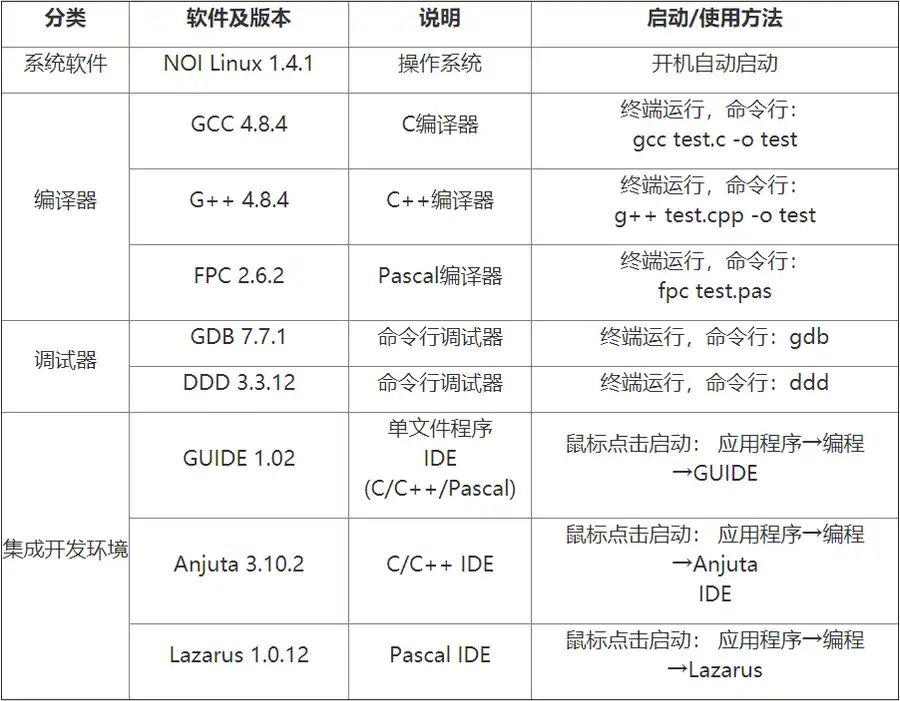 分类 软件及版本 说明 启动/使用方法
系统软件 NOI Linux 1.4.1 操作系统 开机自动启动
编译器
GCC 4.8.4
C编译器
终端运行，命令行：
gcc test.c -o test
G++ 4.8.4
C++编译器
终端运行，命令行：
g++ test.cpp -o test
FPC 2.6.2
Pascal编译器
终端运行，命令行：
fpc test.pas
调试器
GDB 7.7.1 命令行调试器 终端运行，命令行：gdb
DDD 3.3.12 命令行调试器 终端运行，命令行：ddd
集成开发环境
GUIDE 1.02
单文件程序
IDE
(C/C++/Pascal)
鼠标点击启动： 应用程序→编程
→GUIDE
Anjuta 3.10.2
C/C++ IDE
鼠标点击启动： 应用程序→编程
→Anjuta
IDE
Lazarus 1.0.12
Pascal IDE
鼠标点击启动： 应用程序→编程
→Lazarus